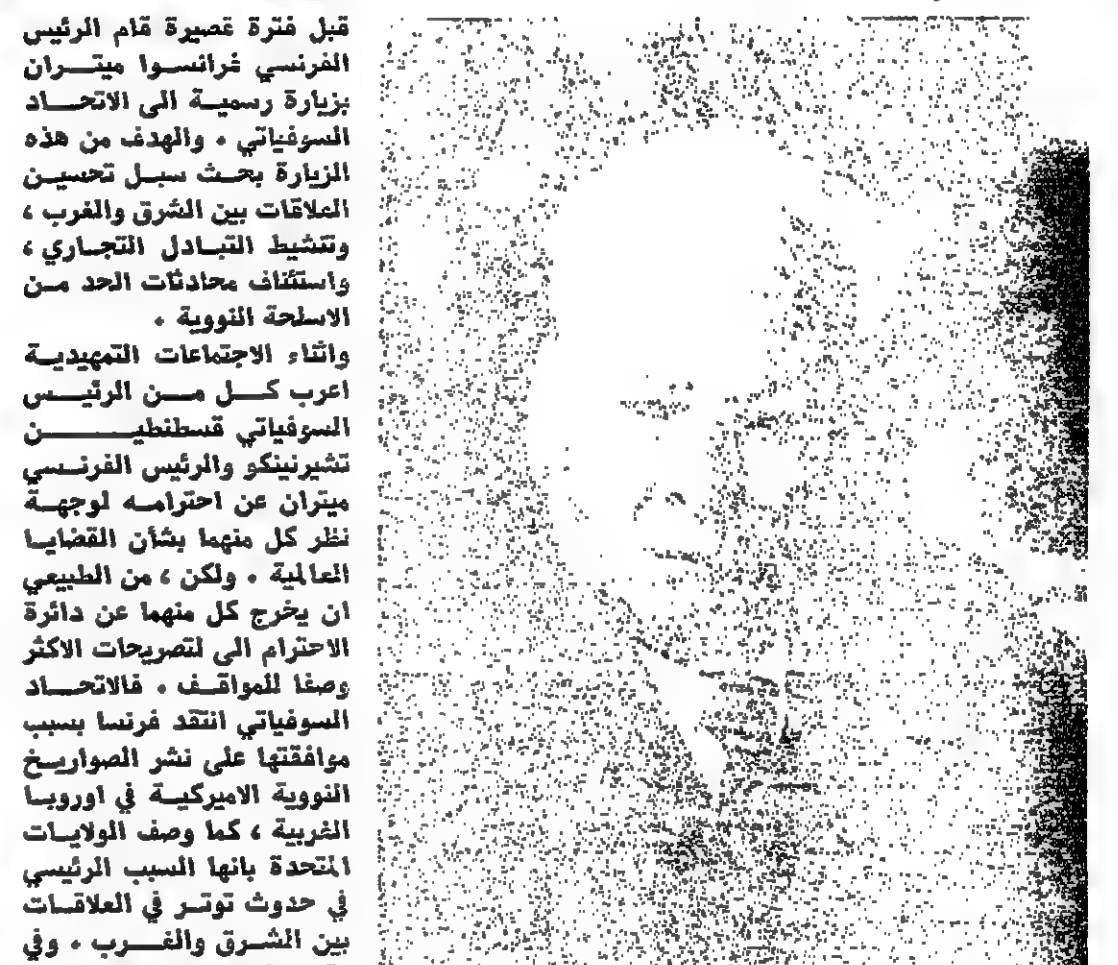 قبل فترة قصيرة قام الرئيس
الفرنسي فرانسوا ميتران
بزيارة رسمية الى الاتحاد
السوفياتي . والهدف من هذه
الزيارة بحث سبل تحسين
العلاقات بين الشرق والغرب ،
وتنشيط التبادل التجاري ،
واستئناف محادثات الحد من
الاسلحة النووية .
واثناء الاجتماعات التمهيدية
اعرب كل من الرئيس
السوفياتي قسطنطين
تشيرنينكو والرئيس الفرنسي
ميتران عن احترامه لوجهة
نظر كل منهما بشأن القضايا
العالمية . ولكن ، من الطبيعي
ان يخرج كل منهما عن دائرة
الاحترام الى لتصريحات الاكثر
وصفا للمواقف . فالاتحاد
السوفياتي انتقد فرنسا بسبب
موافقتها على نشر الصواريخ
النووية الاميركية في اوروبا
الغربية ، كما وصف الولايات
المتحدة بانها السبب الرئيسي
في حدوث توتر في العلاقات
بين الشرق والغرب . وفي